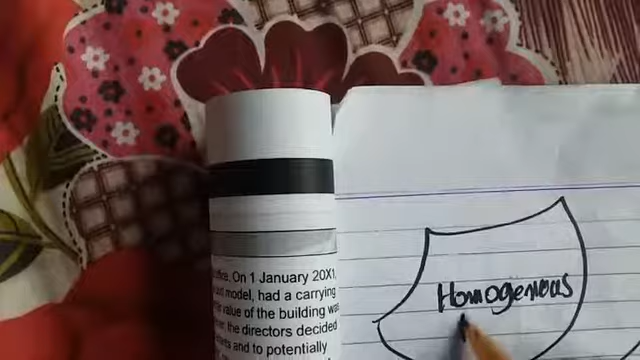 office, On 1 January 20X1,
model, had a carrying
value of the building was
the directors decided
and to potentially
Homogenous